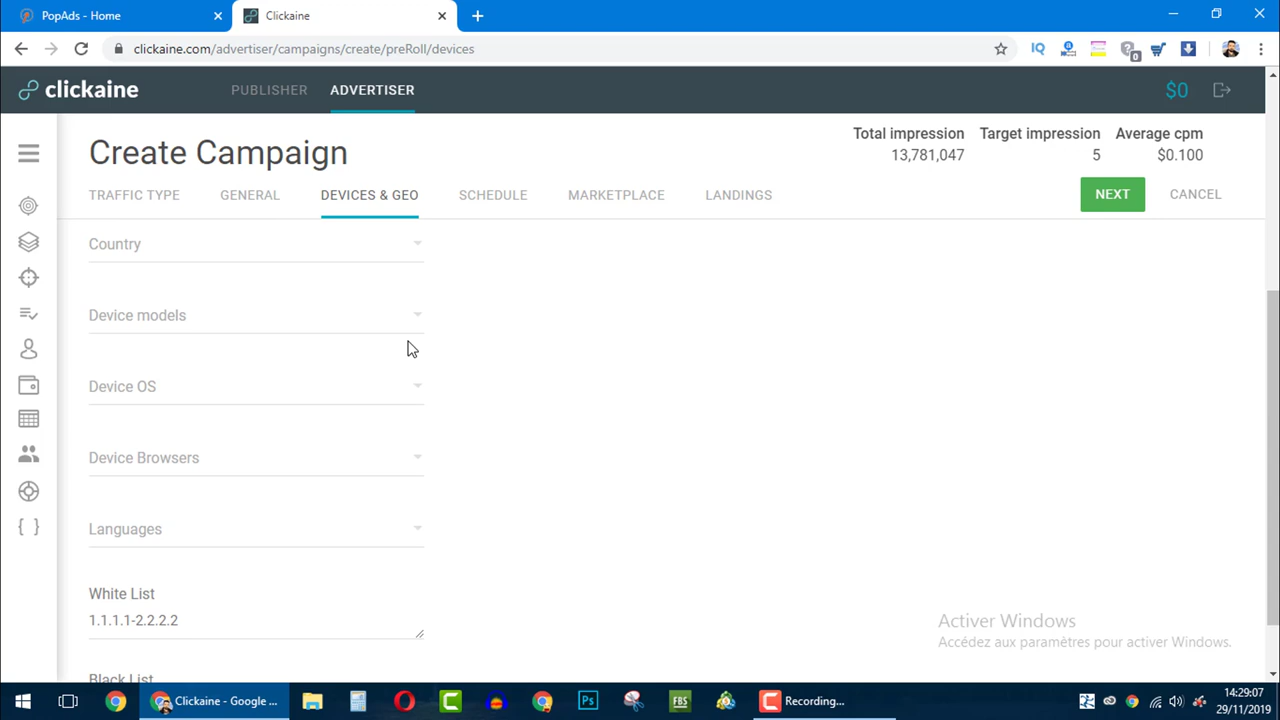 PopAds - Home
Clickaine
clickaine.com/advertiser/campaigns/create/preRoll/devices
IQ
0
clickaine
PUBLISHER
ADVERTISER
$0
Create Campaign
Total impression
13,781,047
Target impression
5
Average cpm
$0.100
TRAFFIC TYPE
GENERAL
DEVICES & GEO
SCHEDULE
MARKETPLACE
LANDINGS
NEXT
CANCEL
Country
Device models
Device OS
Device Browsers
Languages
White List
1.1.1.1-2.2.2.2
Black List
Activer Windows
Accédez aux paramètres pour activer Windows.
Clickaine - Google ...
Ps
FBS
Recording...
14:29:07
29/11/2019